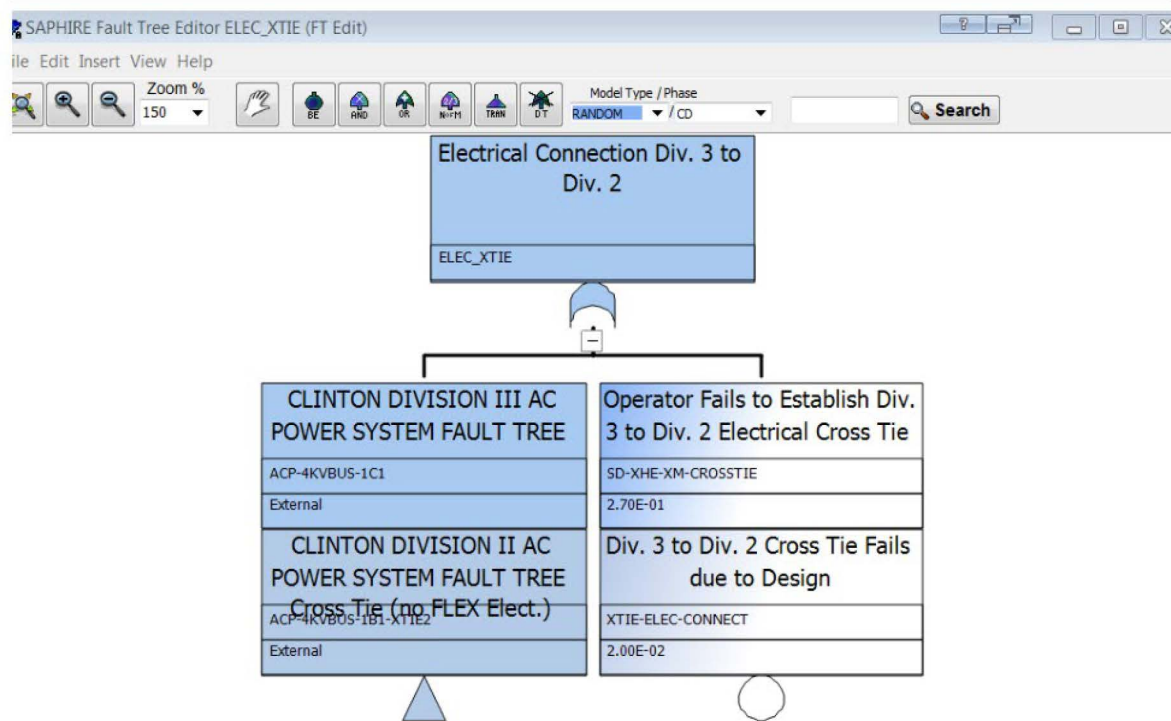 SAPHIRE Fault Tree Editor ELEC_XTIE (FT Edit)
ile Edit Insert View Help
Zoom %
150
BE
AND
OR
N÷FM
TRAN
DT
Model Type / Phase
RANDOM / CD
Search
Electrical Connection Div. 3 to
Div. 2
ELEC_XTIE
CLINTON DIVISION III AC
POWER SYSTEM FAULT TREE
ACP-4KVBUS-1C1
External
CLINTON DIVISION II AC
POWER SYSTEM FAULT TREE
Cross Tie (no FLEX Elect.)
ACP-4KVBUS-1B1-XTIE2
External
Operator Fails to Establish Div.
3 to Div. 2 Electrical Cross Tie
SD-XHE-XM-CROSSTIE
2.70E-01
Div. 3 to Div. 2 Cross Tie Fails
due to Design
XTIE-ELEC-CONNECT
2.00E-02